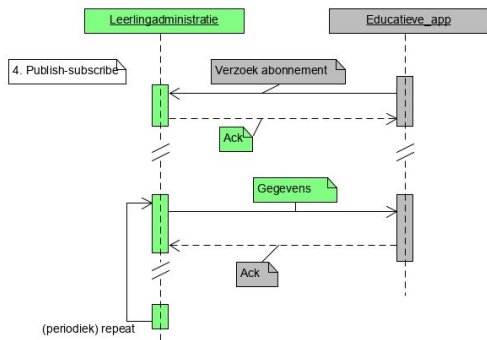 Leerlingadministratie
Educatieve_app
4. Publish-subscribe
Verzoek abonnement
Ack
Gegevens
Ack
(periodiek) repeat